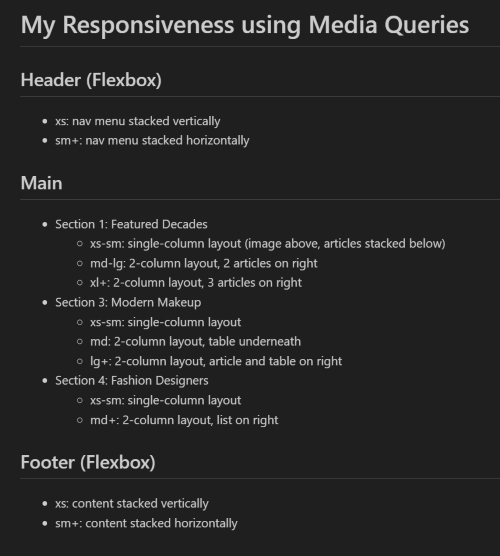 My Responsiveness using Media Queries
Header (Flexbox)
xs: nav menu stacked vertically
sm+: nav menu stacked horizontally
Main
Section 1: Featured Decades
xs-sm: single-column layout (image above, articles stacked below)
md-lg: 2-column layout, 2 articles on right
xl+: 2-column layout, 3 articles on right
Section 3: Modern Makeup
xs-sm: single-column layout
md: 2-column layout, table underneath
lg+: 2-column layout, article and table on right
Section 4: Fashion Designers
xs-sm: single-column layout
md+: 2-column layout, list on right
Footer (Flexbox)
xs: content stacked vertically
sm+: content stacked horizontally